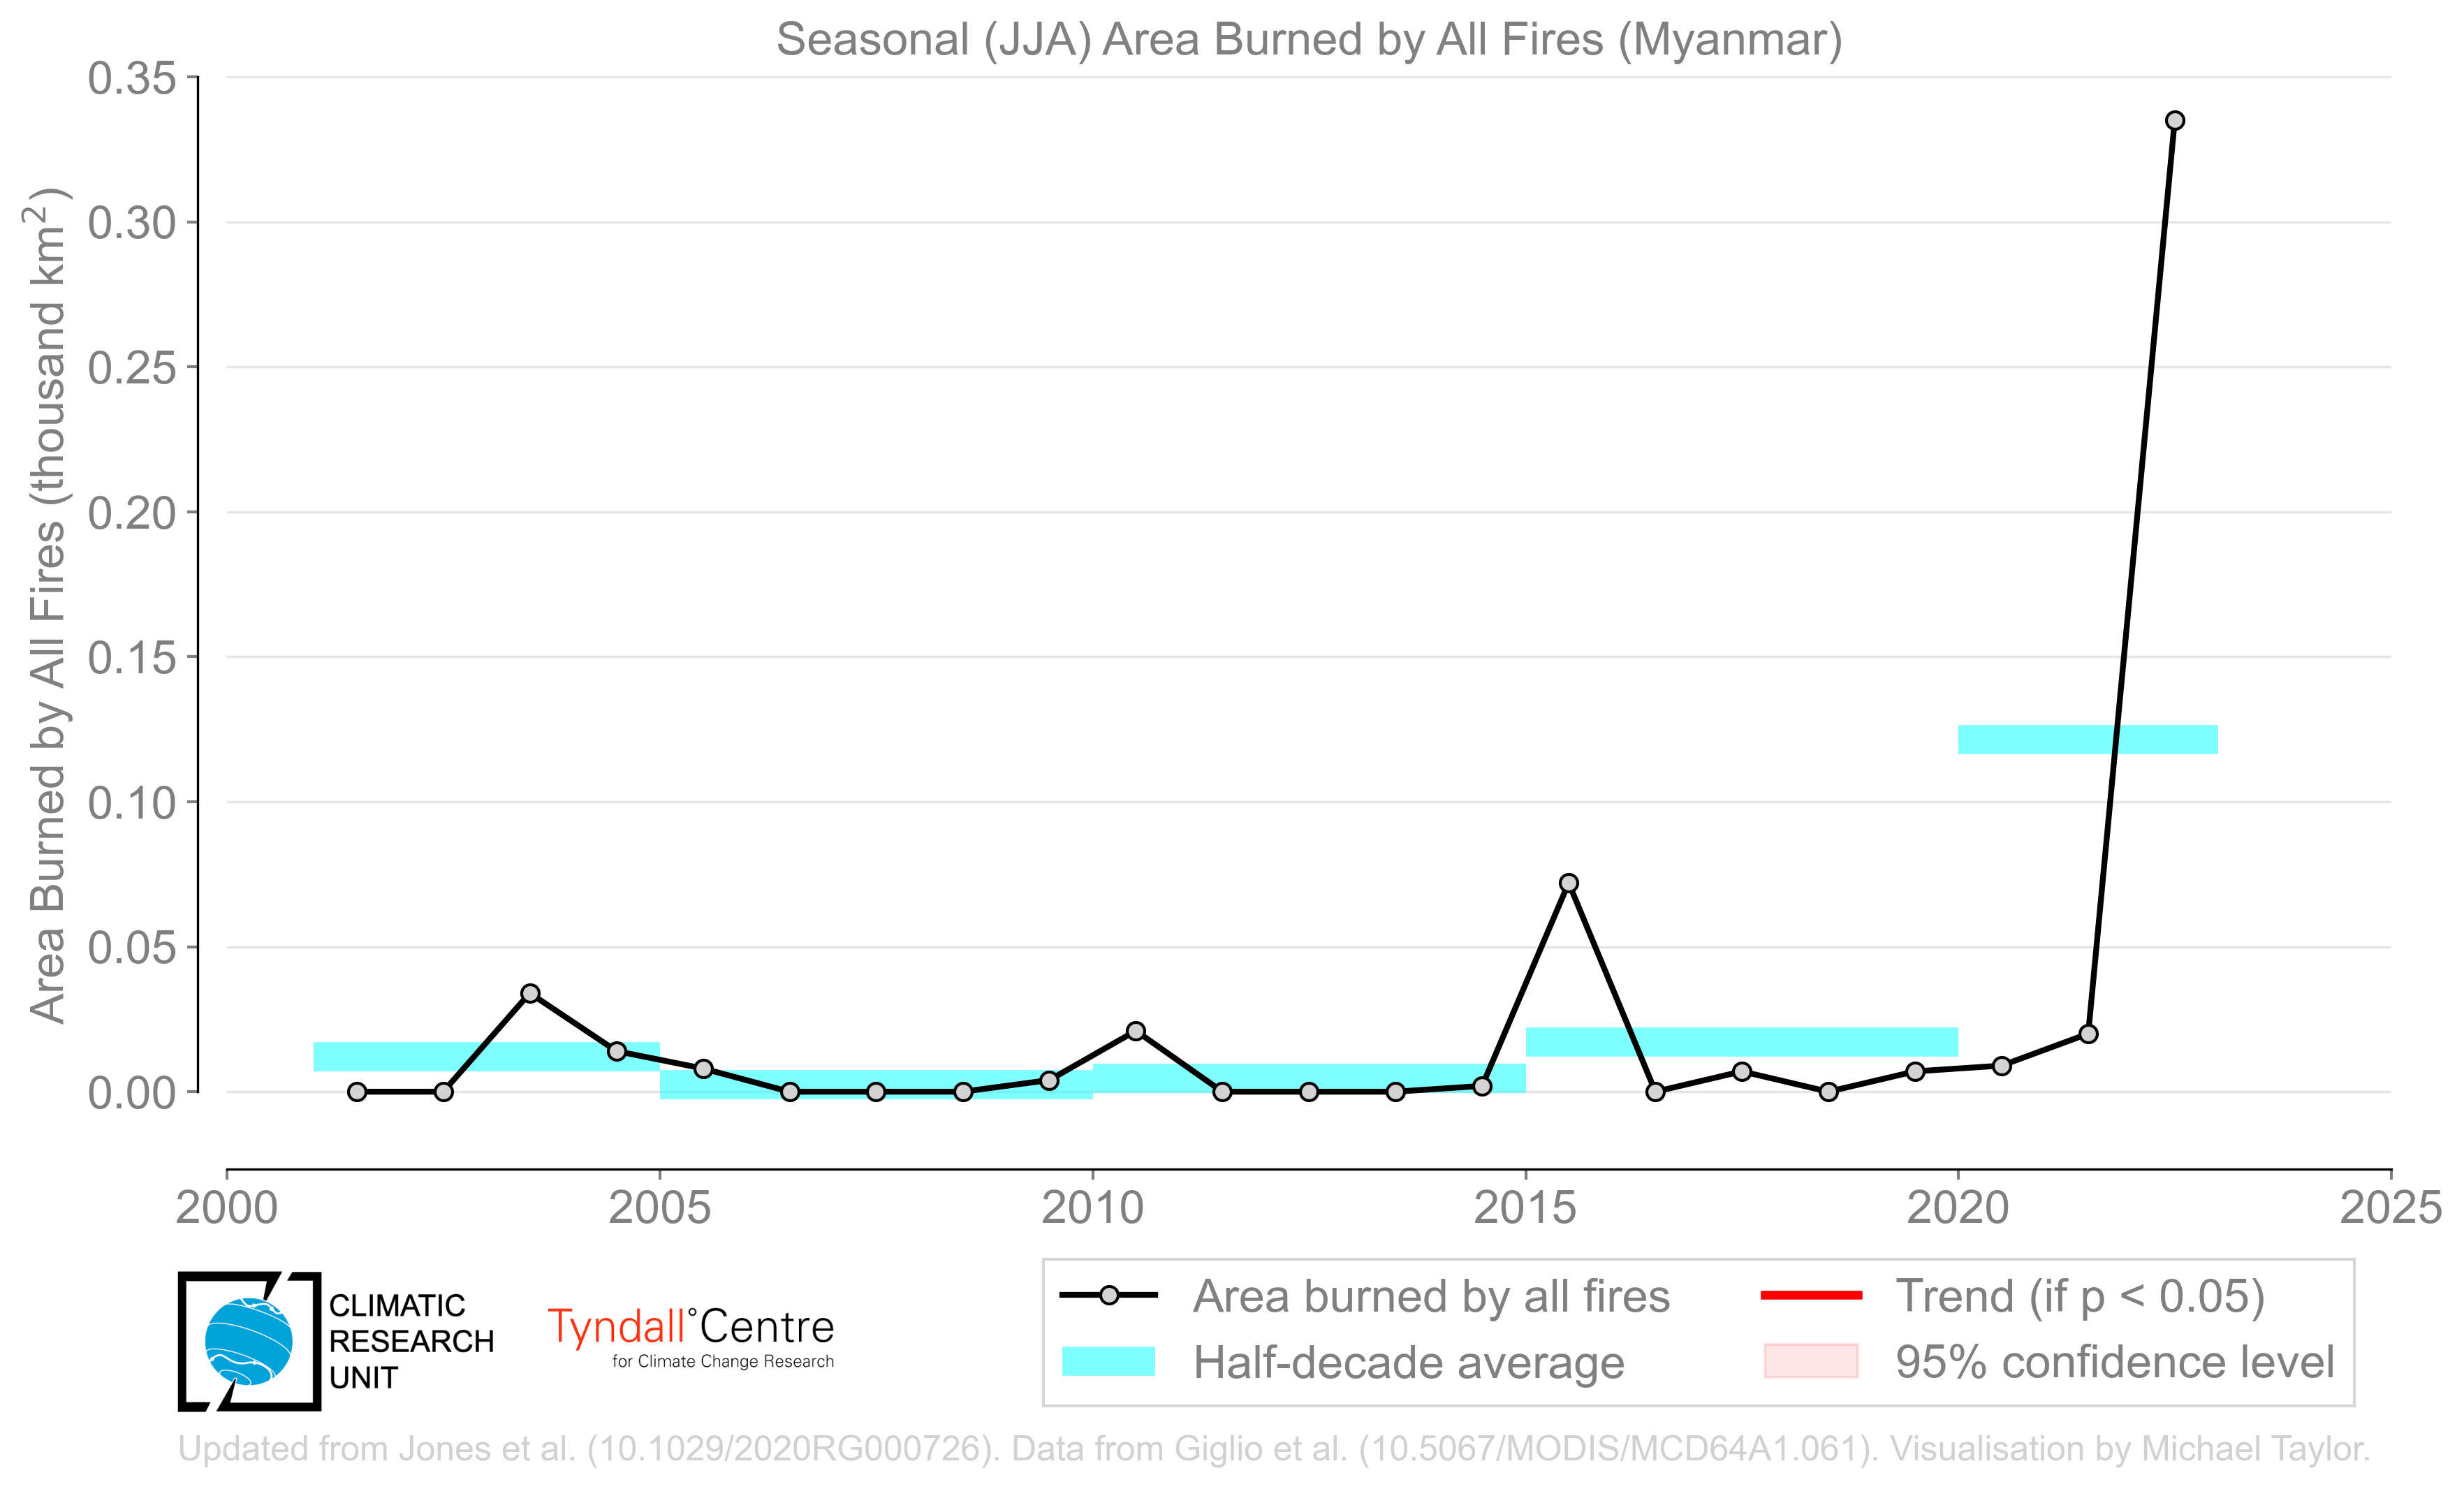 Seasonal (JJA) Area Burned by All Fires (Myanmar)
Area Burned by All Fires (thousand km²)
0.35
0.30
0.25
0.20
0.15
0.10
0.05
0.00
2000
2005
2010
2015
2020
2025
CLIMATIC
RESEARCH
UNIT
Tyndall°Centre
for Climate Change Research
Area burned by all fires
Half-decade average
Trend (if p < 0.05)
95% confidence level
Updated from Jones et al. (10.1029/2020RG000726). Data from Giglio et al. (10.5067/MODIS/MCD64A1.061). Visualisation by Michael Taylor.